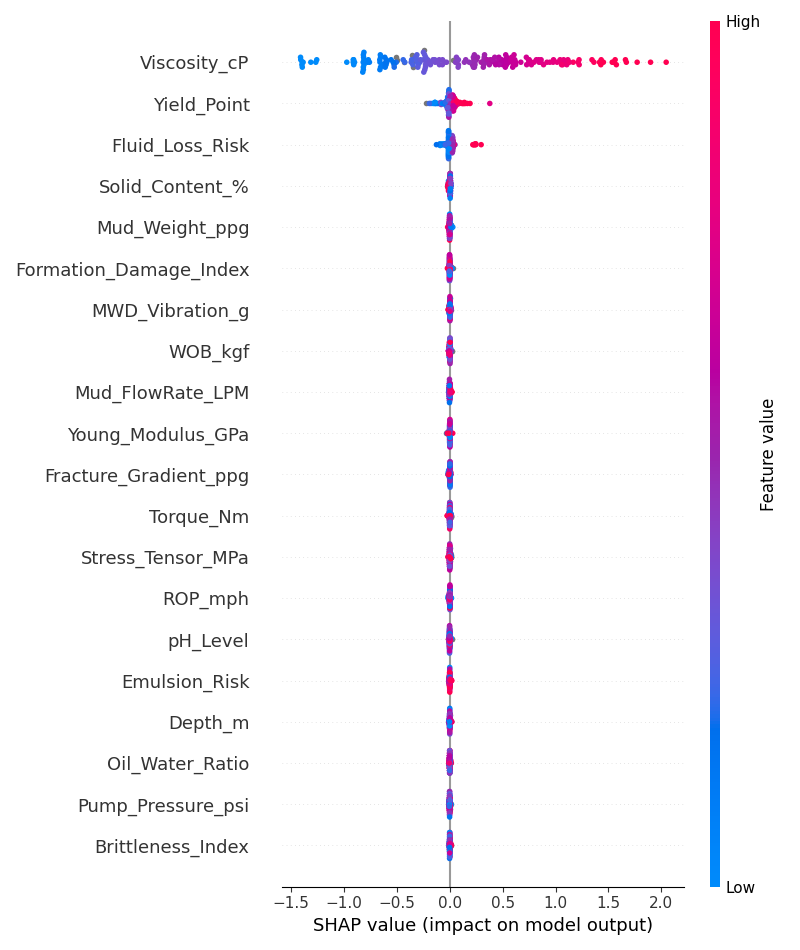 High
Viscosity_cP
Yield_Point
Fluid_Loss_Risk
Solid_Content_%
Mud_Weight_ppg
Formation_Damage_Index
MWD_Vibration_g
WOB_kgf
Mud_FlowRate_LPM
Young_Modulus_GPa
Fracture_Gradient_ppg
Torque_Nm
Stress_Tensor_MPa
ROP_mph
pH_Level
Emulsion_Risk
Depth_m
Oil_Water_Ratio
Pump_Pressure_psi
Brittleness_Index
Feature value
Low
−1.5 −1.0 −0.5 0.0 0.5 1.0 1.5 2.0
SHAP value (impact on model output)